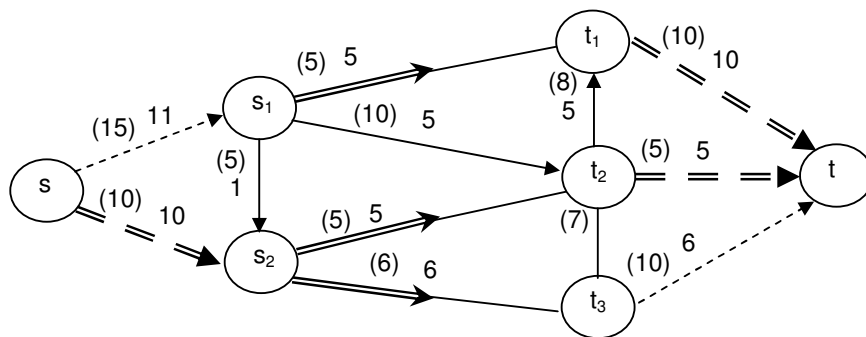 t1
(10)
10
(5) 5
(8)
5
s1
(10) 5
(15) 11
(5)
1
s
(10)
10
t2
(5) 5
t
(5) 5
(7)
s2
(6) 6
(10) 6
t3